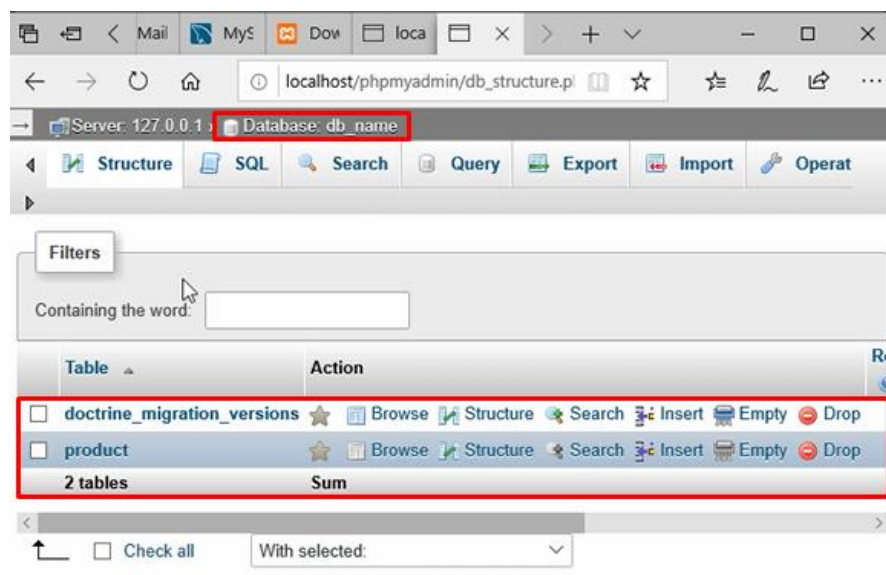 Mail MyS Dow loca
localhost/phpmyadmin/db_structure.p
Server: 127.0.0.1 » Database: db_name
Structure SQL Search Query Export Import Operat
Filters
Containing the word:
Table Action
doctrine_migration_versions Browse Structure Search Insert Empty Drop
product Browse Structure Search Insert Empty Drop
2 tables Sum
Check all With selected: